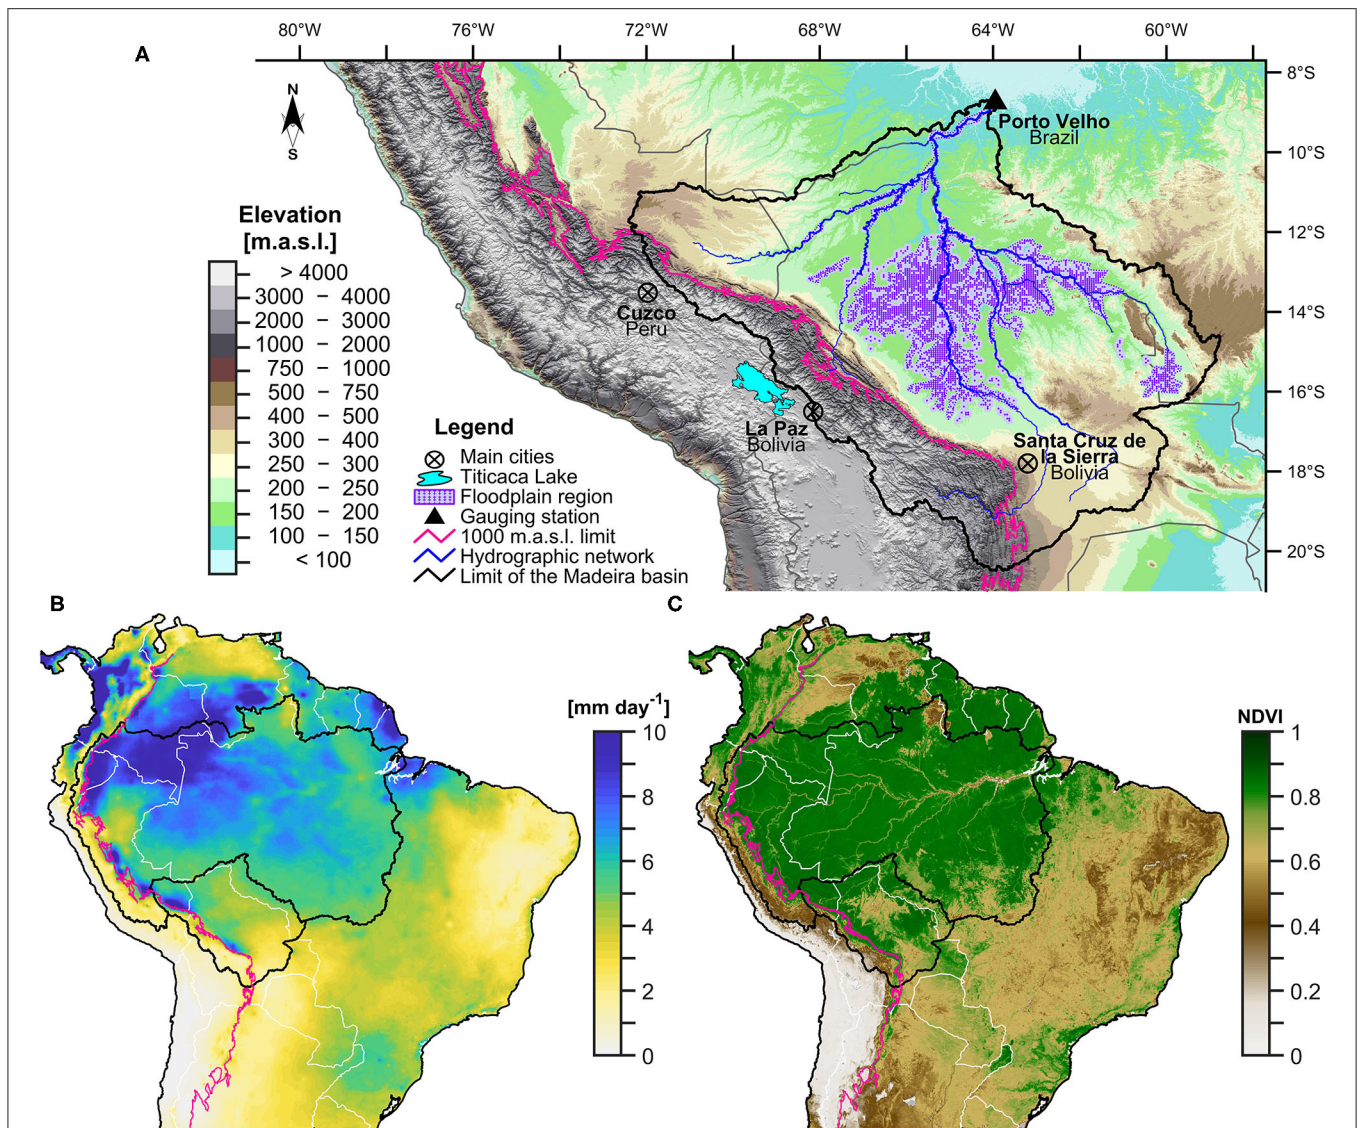 80°W 76°W 72°W 68°W 64°W 60°W
A
8°S
10°S
12°S
14°S
16°S
18°S
20°S
N
S
Porto Velho
Brazil
Cuzco
Peru
La Paz
Bolivia
Santa Cruz de
la Sierra
Bolivia
Elevation
[m.a.s.l.]
> 4000
3000 – 4000
2000 – 3000
1000 – 2000
750 – 1000
500 – 750
400 – 500
300 – 400
250 – 300
200 – 250
150 – 200
100 – 150
< 100
Legend
Main cities
Titicaca Lake
Floodplain region
Gauging station
1000 m.a.s.l. limit
Hydrographic network
Limit of the Madeira basin
B
[mm day⁻¹]
10
8
6
4
2
0
C
NDVI
1
0.8
0.6
0.4
0.2
0